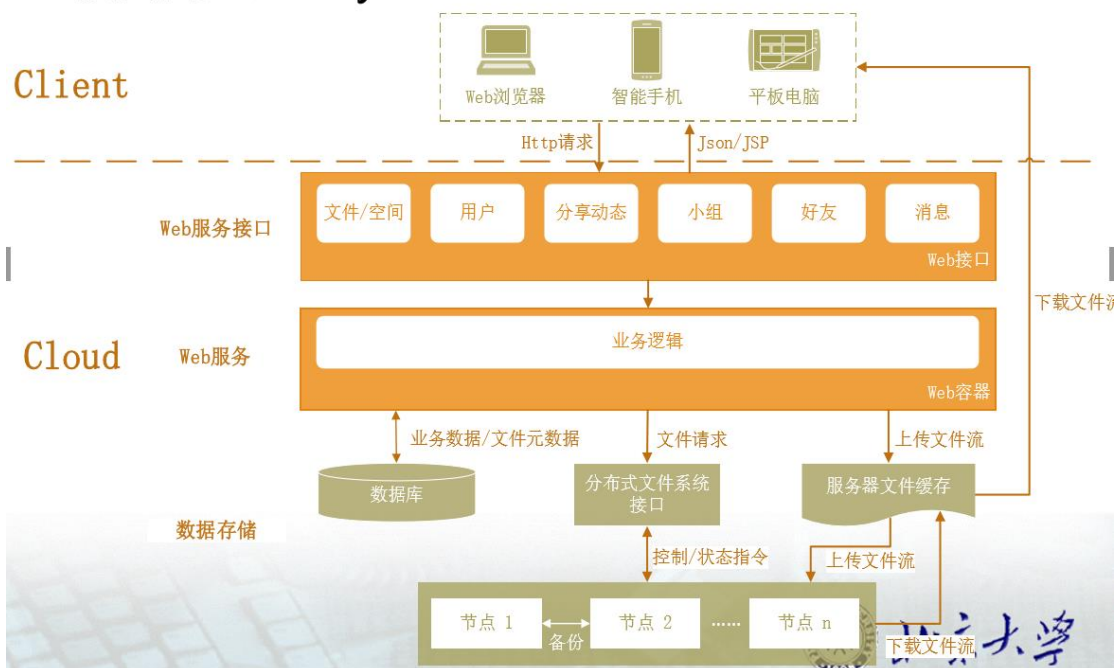 Client
Web浏览器
智能手机
平板电脑
Http请求
Json/JSP
Web服务接口
文件/空间
用户
分享动态
小组
好友
消息
Web接口
下载文件流
Cloud
Web服务
业务逻辑
Web容器
业务数据/文件元数据
文件请求
上传文件流
数据库
分布式文件系统
接口
服务器文件缓存
数据存储
控制/状态指令
上传文件流
节点 1
备份
节点 2
……
节点 n
下载文件流
北京大学